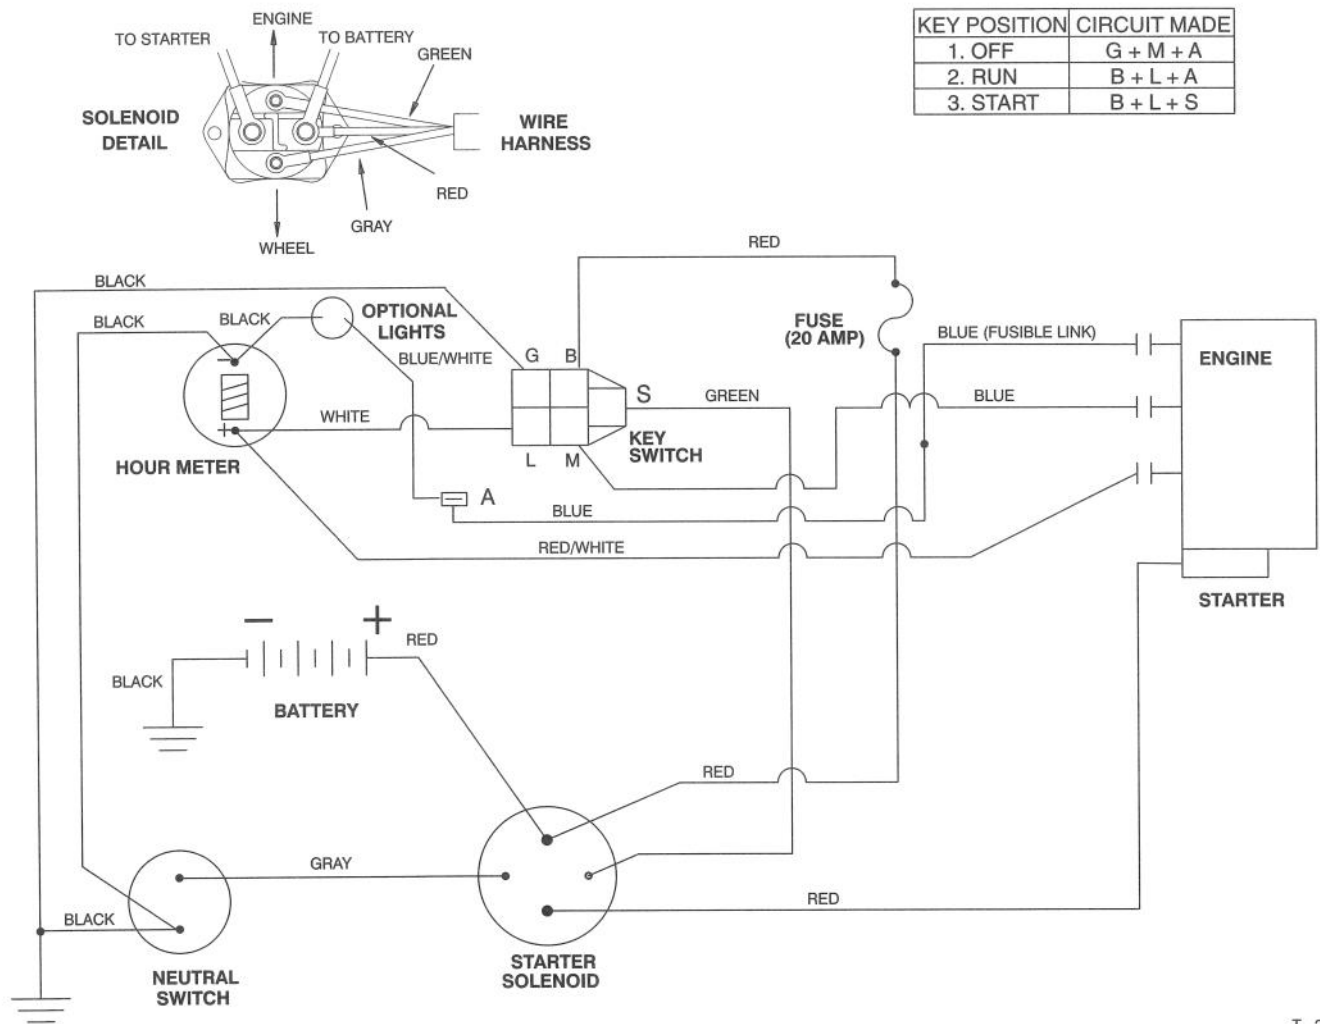 ENGINE
TO STARTER
TO BATTERY
GREEN
SOLENOID
DETAIL
WIRE
HARNESS
RED
GRAY
WHEEL
KEY POSITION CIRCUIT MADE
1. OFF G + M + A
2. RUN B + L + A
3. START B + L + S
RED
BLACK
BLACK
BLACK
OPTIONAL
LIGHTS
FUSE
(20 AMP)
BLUE (FUSIBLE LINK)
ENGINE
BLUE/WHITE
G B
S
GREEN
BLUE
WHITE
KEY
SWITCH
L M
HOUR METER
A
BLUE
RED/WHITE
STARTER
− +
RED
BLACK
BATTERY
RED
GRAY
RED
BLACK
NEUTRAL
SWITCH
STARTER
SOLENOID